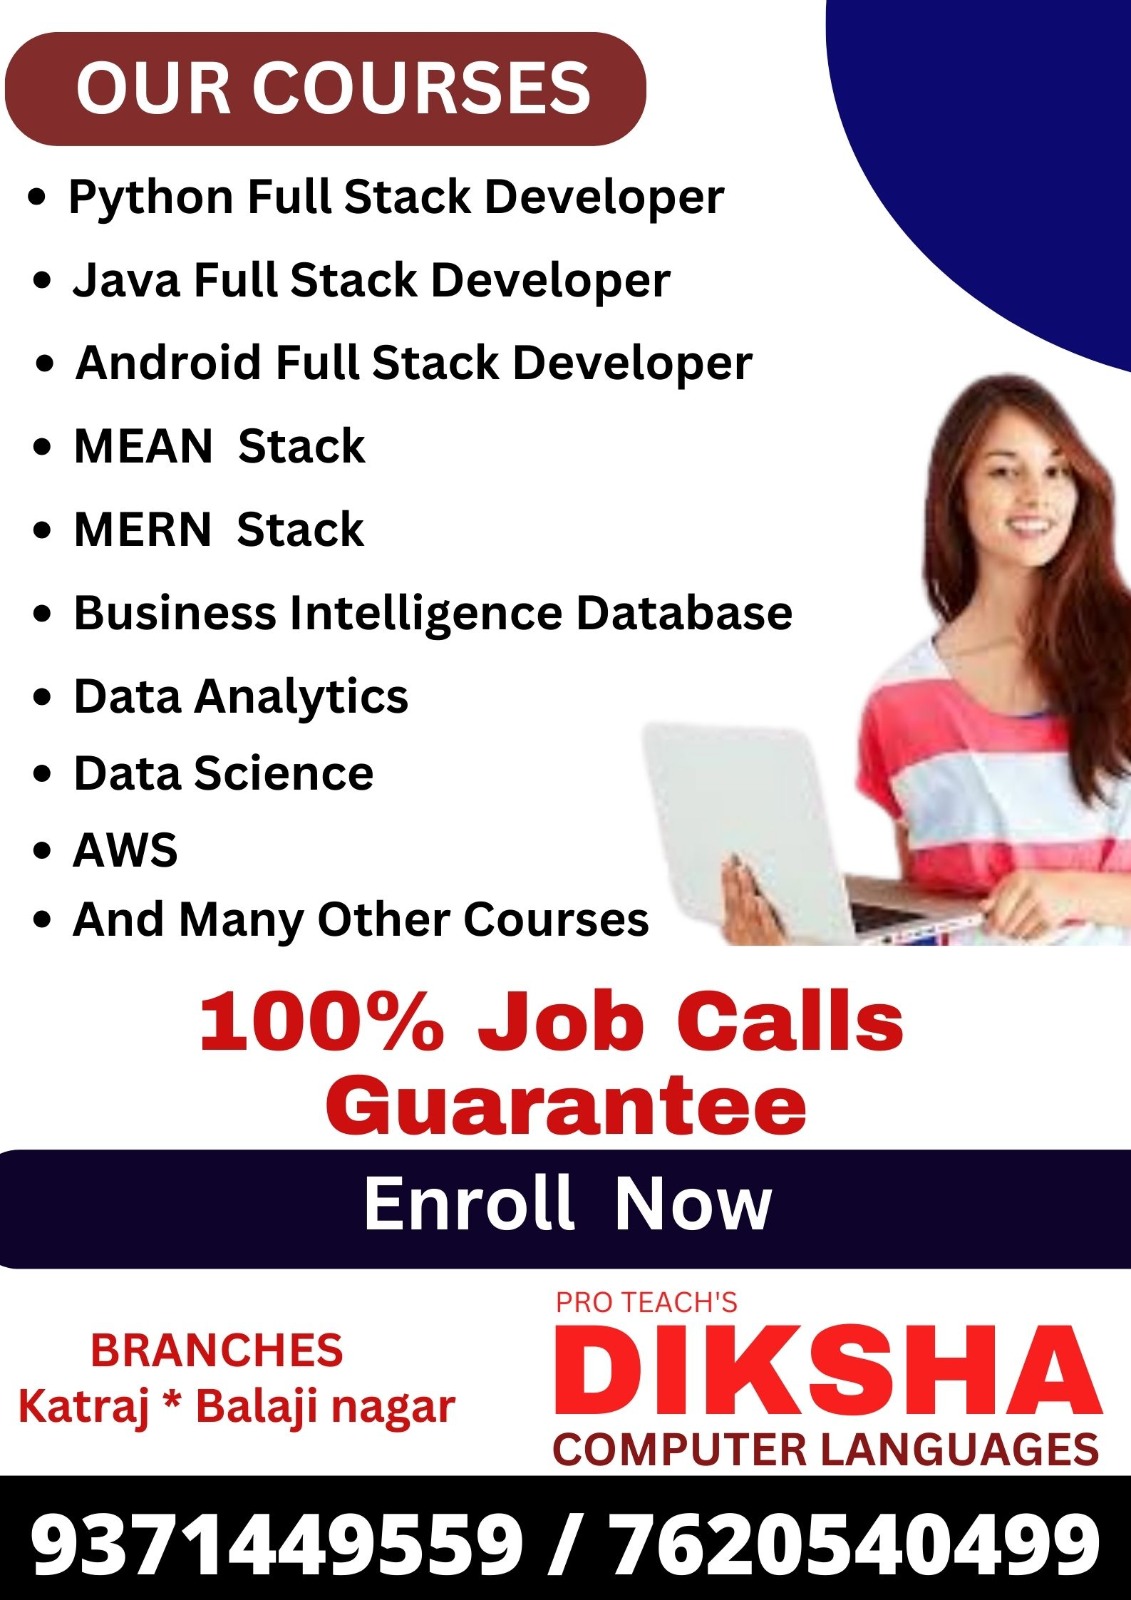 OUR COURSES
• Python Full Stack Developer
• Java Full Stack Developer
• Android Full Stack Developer
• MEAN Stack
• MERN Stack
• Business Intelligence Database
• Data Analytics
• Data Science
• AWS
• And Many Other Courses
100% Job Calls
Guarantee
Enroll Now
BRANCHES
Katraj * Balaji nagar
PRO TEACH'S
DIKSHA
COMPUTER LANGUAGES
9371449559 / 7620540499